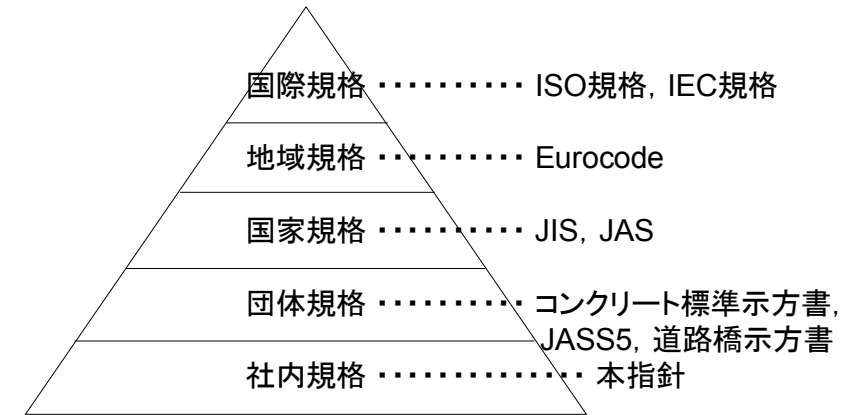 国際規格 ・・・・・・・・・・ ISO規格，IEC規格
地域規格 ・・・・・・・・・・ Eurocode
国家規格 ・・・・・・・・・・ JIS，JAS
団体規格 ・・・・・・・・・・ コンクリート標準示方書，
JASS5，道路橋示方書
社内規格 ・・・・・・・・・・・・・・ 本指針